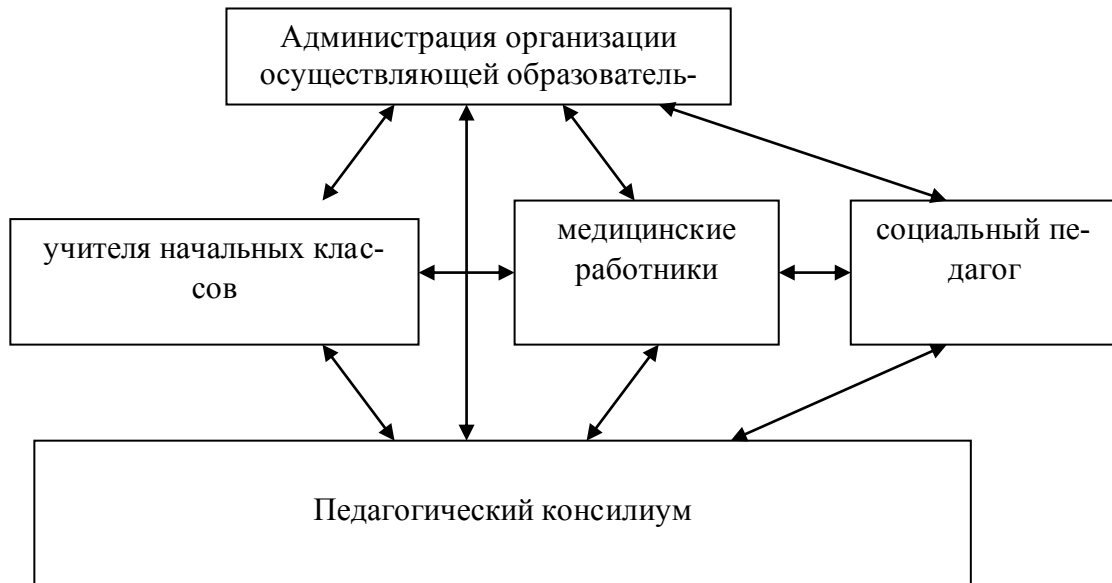 Администрация организации
осуществляющей образователь-
учителя начальных клас-
сов
медицинские
работники
социальный пе-
дагог
Педагогический консилиум